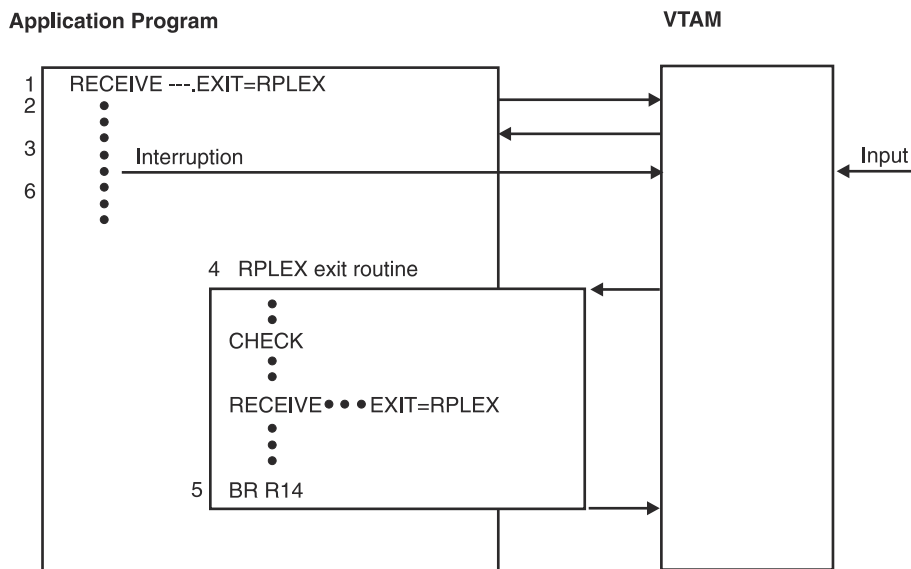 Application Program
VTAM
1 RECEIVE ---.EXIT=RPLEX
2
3
Interruption
Input
6
4 RPLEX exit routine
CHECK
RECEIVE•••EXIT=RPLEX
5 BR R14